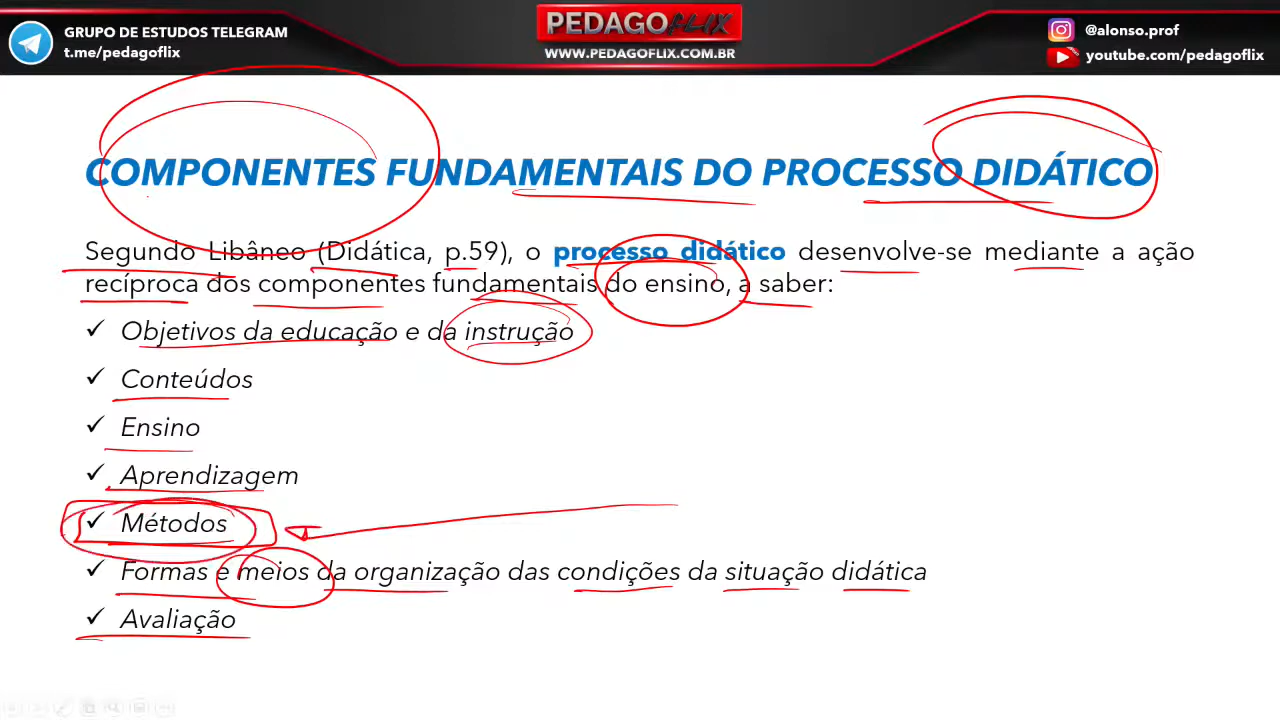 GRUPO DE ESTUDOS TELEGRAM
t.me/pedagoflix
PEDAGOFLIX
WWW.PEDAGOFLIX.COM.BR
@alonso.prof
youtube.com/pedagoflix
COMPONENTES FUNDAMENTAIS DO PROCESSO DIDÁTICO
Segundo Libâneo (Didática, p.59), o processo didático desenvolve-se mediante a ação
recíproca dos componentes fundamentais do ensino, a saber:
✓ Objetivos da educação e da instrução
✓ Conteúdos
✓ Ensino
✓ Aprendizagem
✓ Métodos
✓ Formas e meios da organização das condições da situação didática
✓ Avaliação